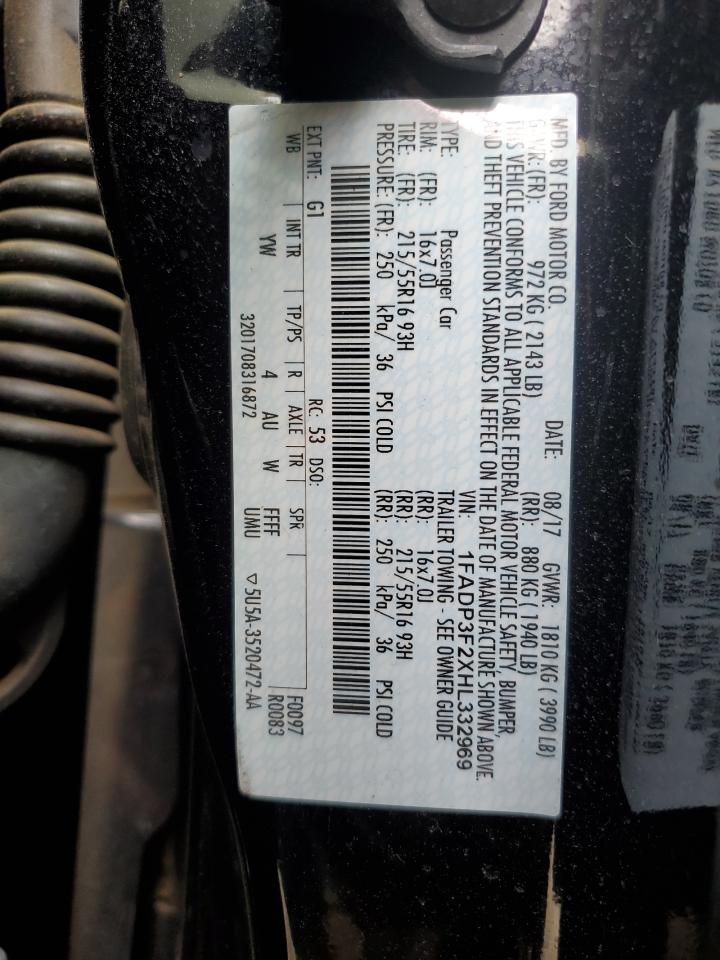 MFD. BY FORD MOTOR CO. DATE: 08/17 GVWR: 1810 KG ( 3990 LB)
GAWR: (FR): 972 KG ( 2143 LB) (RR): 880 KG ( 1940 LB)
THIS VEHICLE CONFORMS TO ALL APPLICABLE FEDERAL MOTOR VEHICLE SAFETY, BUMPER,
AND THEFT PREVENTION STANDARDS IN EFFECT ON THE DATE OF MANUFACTURE SHOWN ABOVE.
VIN: 1FADP3F2XHL332969
TYPE: Passenger Car TRAILER TOWING - SEE OWNER GUIDE
RIM: (FR): 16x7.0J (RR): 16x7.0J
TIRE: (FR): 215/55R16 93H (RR): 215/55R16 93H
PRESSURE: (FR): 250 kPa/ 36 PSI COLD (RR): 250 kPa/ 36 PSI COLD
EXT PNT: G1 RC: 53 DSO: F0097
WB INT TR TP/PS R AXLE TR SPR R0083
YW 4 AU W FFFF
3201708316872 UMU ▽5U5A-3520472-AA